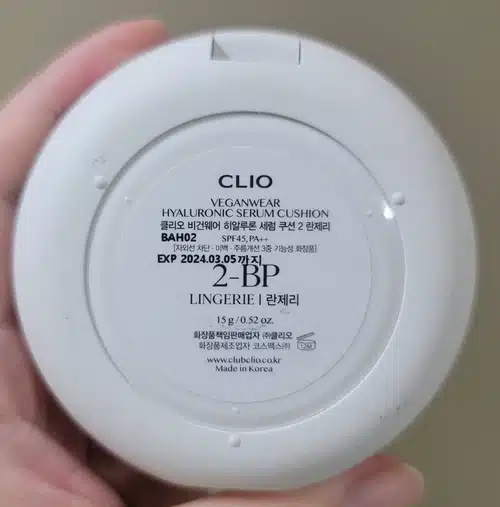 CLIO
VEGANWEAR
HYALURONIC SERUM CUSHION
클리오 비건웨어 히알루론 세럼 쿠션 2 란제리
BAH02 SPF45, PA++
[자외선 차단 · 미백 · 주름개선 3중 기능성 화장품]
EXP 2024.03.05까지
2-BP
LINGERIE | 란제리
15 g / 0.52 oz.
화장품책임판매업자 ㈜클리오
화장품제조업자 코스맥스㈜ 12M
www.clubclio.co.kr
Made in Korea